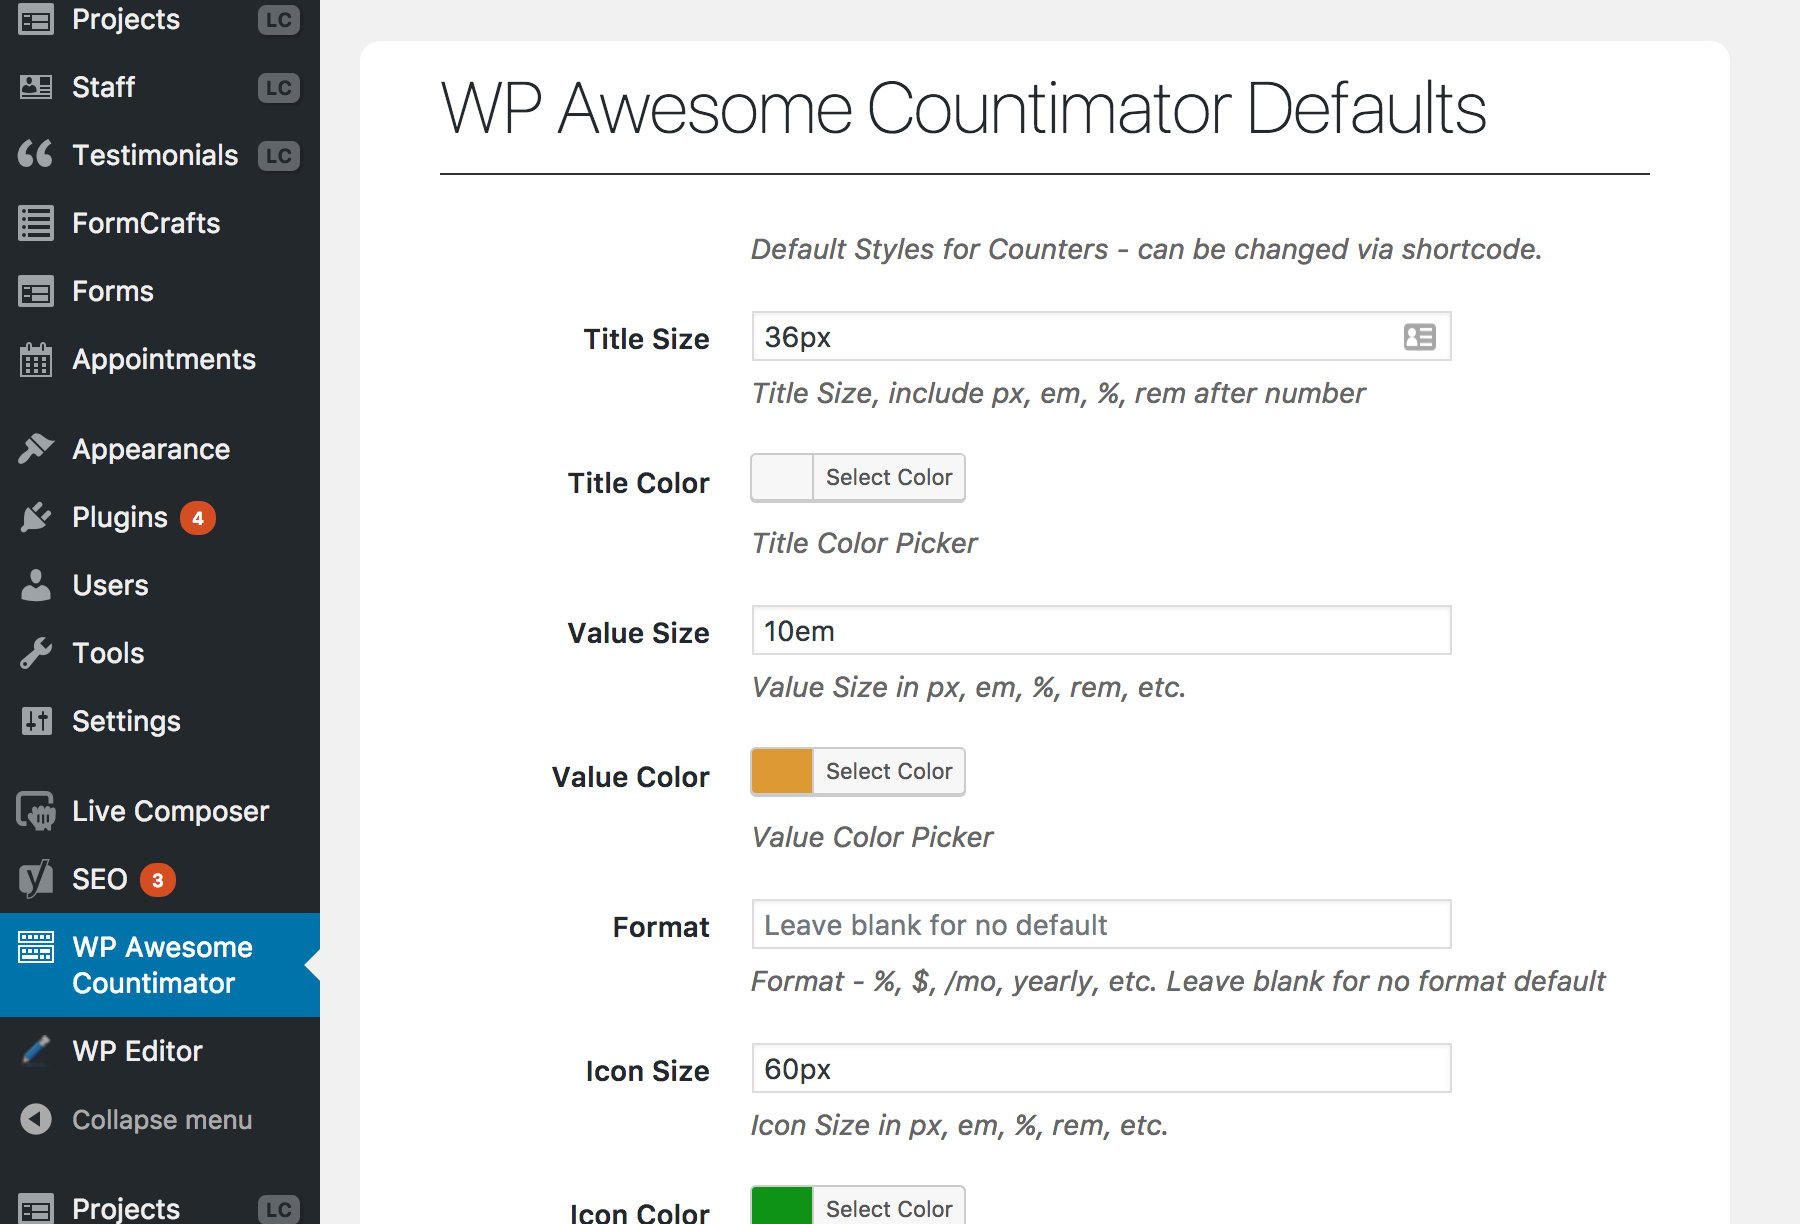 Projects LC
Staff LC
Testimonials LC
FormCrafts
Forms
Appointments
Appearance
Plugins 4
Users
Tools
Settings
Live Composer
SEO 3
WP Awesome
Countimator
WP Editor
Collapse menu
Projects LC
WP Awesome Countimator Defaults
Default Styles for Counters - can be changed via shortcode.
Title Size 36px
Title Size, include px, em, %, rem after number
Title Color Select Color
Title Color Picker
Value Size 10em
Value Size in px, em, %, rem, etc.
Value Color Select Color
Value Color Picker
Format Leave blank for no default
Format - %, $, /mo, yearly, etc. Leave blank for no format default
Icon Size 60px
Icon Size in px, em, %, rem, etc.
Icon Color Select Color